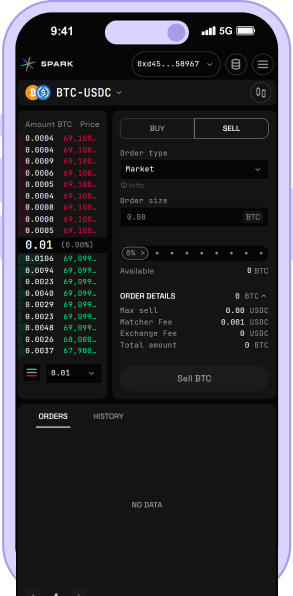 9:41
5G
SPARK
0xd45...58967
BTC-USDC
Amount BTC Price
0.0004 69,108…
0.0004 69,108…
0.0009 69,108…
0.0006 69,108…
0.0005 69,108…
0.0004 69,108…
0.0008 69,108…
0.0008 69,108…
0.0005 69,108…
0.01 (0.00%)
0.0106 69,099…
0.0094 69,099…
0.0023 69,099…
0.0040 69,099…
0.0029 69,099…
0.0023 69,099…
0.0048 69,099…
0.0026 68,000…
0.0037 67,900…
0.01
BUY SELL
Order type
Market
Info
Order size
0.00 BTC
0% >
Available 0 BTC
ORDER DETAILS 0 BTC
Max sell 0.00 USDC
Matcher Fee 0.001 USDC
Exchange Fee 0 USDC
Total amount 0 BTC
Sell BTC
ORDERS HISTORY
NO DATA